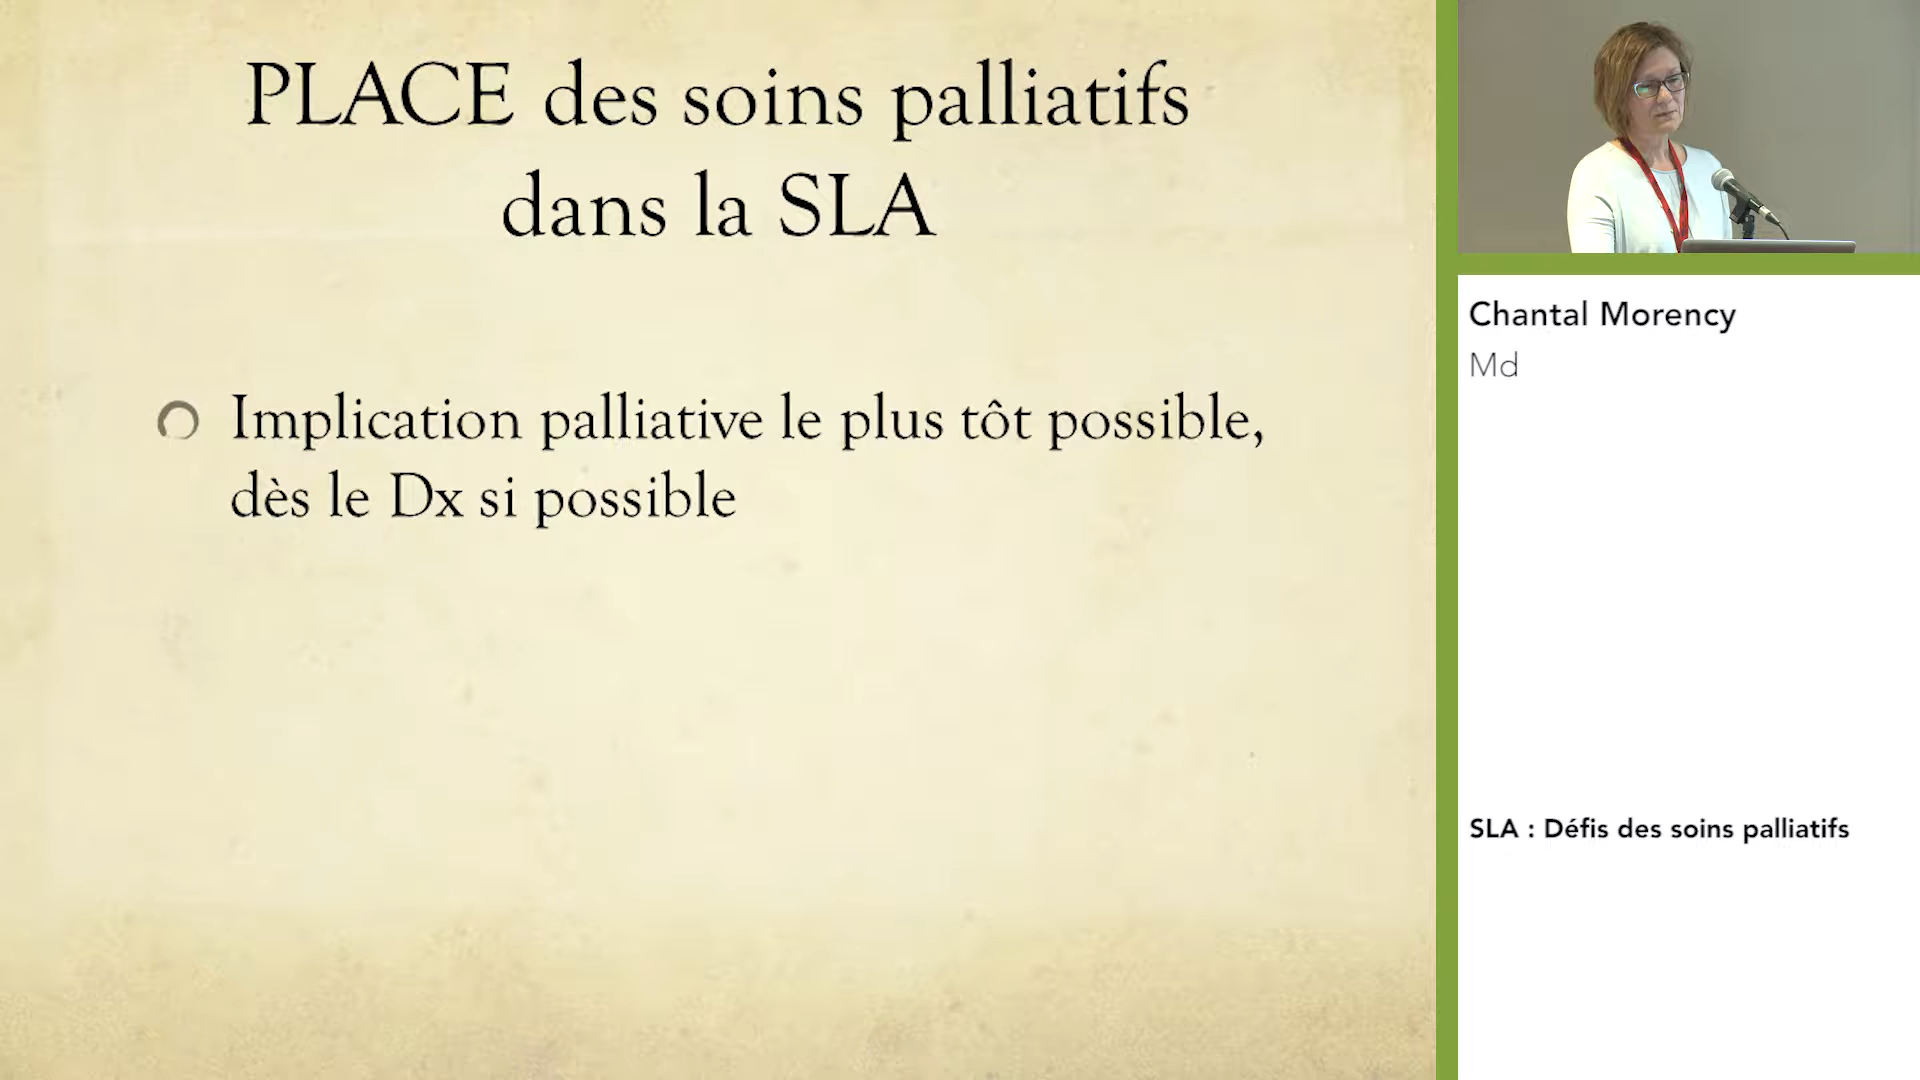 PLACE des soins palliatifs
dans la SLA
Implication palliative le plus tôt possible,
dès le Dx si possible
Chantal Morency
Md
SLA : Défis des soins palliatifs